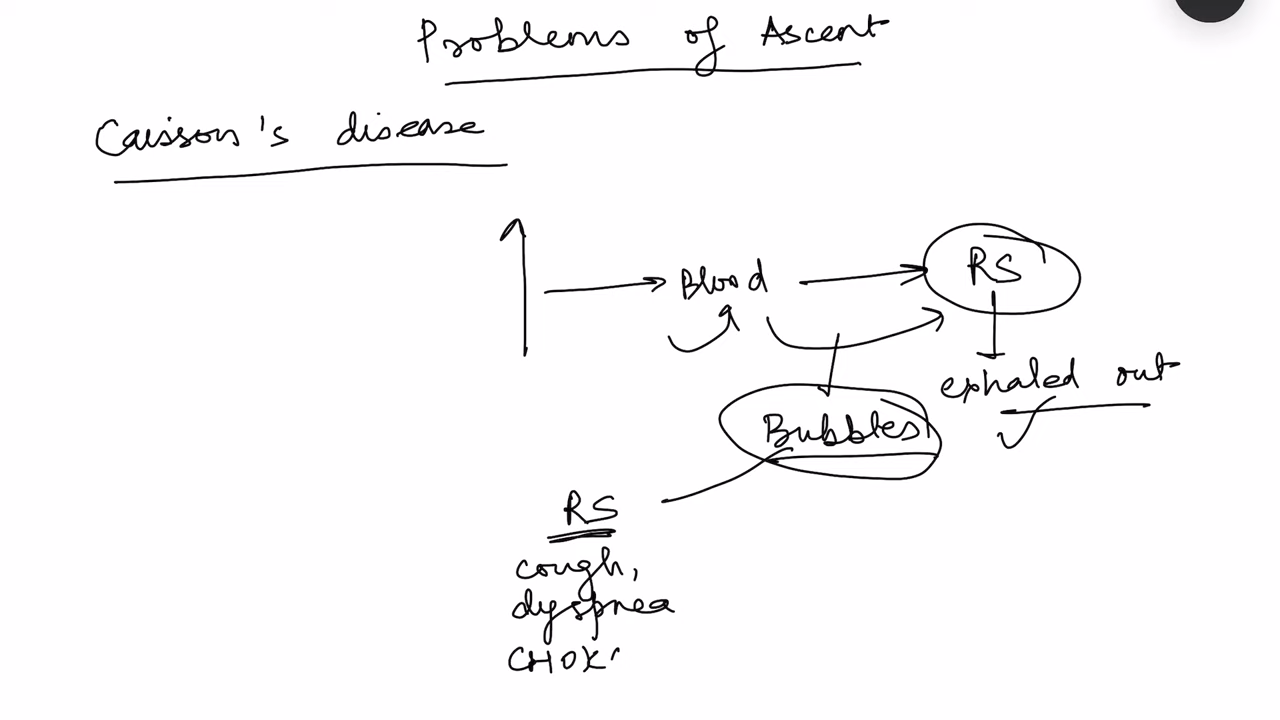 Problems of Ascent
Caisson's disease
Blood
RS
exhaled out
Bubbles
RS
cough,
dyspnea
CHOK